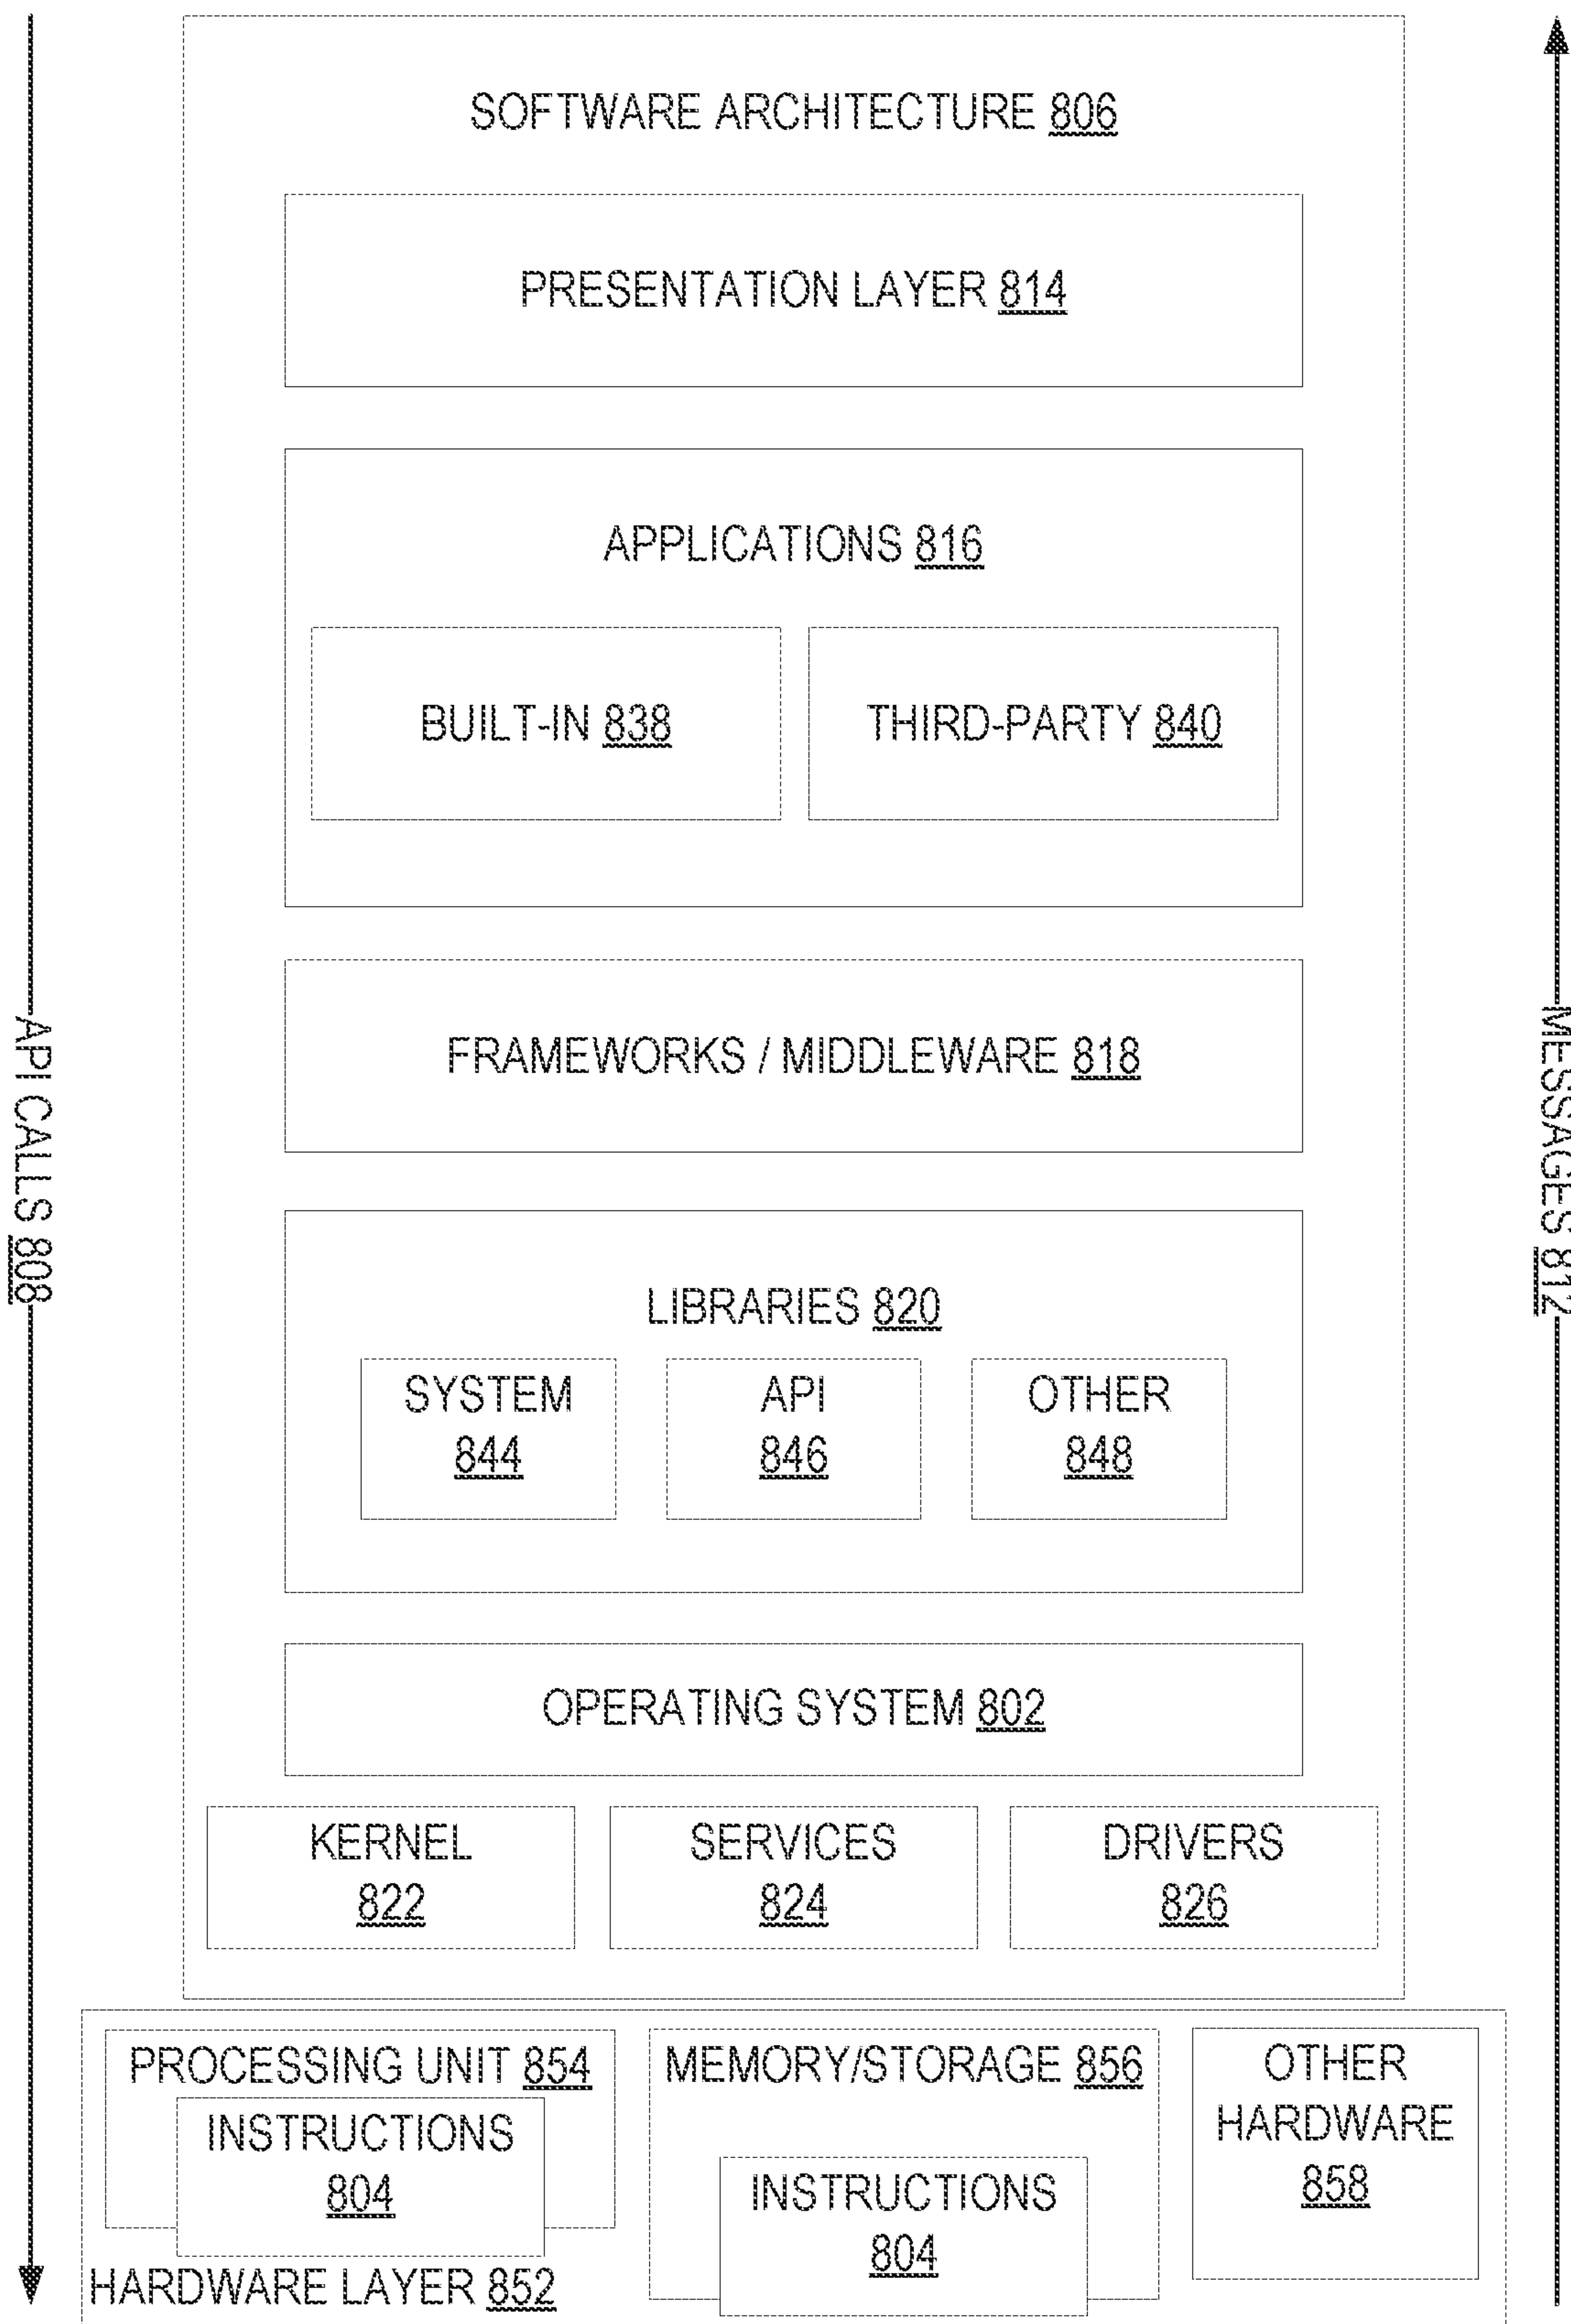 SOFTWARE ARCHITECTURE 806
PRESENTATION LAYER 814
APPLICATIONS 816
BUILT-IN 838
THIRD-PARTY 840
FRAMEWORKS / MIDDLEWARE 818
API CALLS 808
MESSAGES 812
LIBRARIES 820
SYSTEM
844
API
846
OTHER
848
OPERATING SYSTEM 802
KERNEL
822
SERVICES
824
DRIVERS
826
PROCESSING UNIT 854
INSTRUCTIONS
804
MEMORY/STORAGE 856
INSTRUCTIONS
804
OTHER
HARDWARE
858
HARDWARE LAYER 852